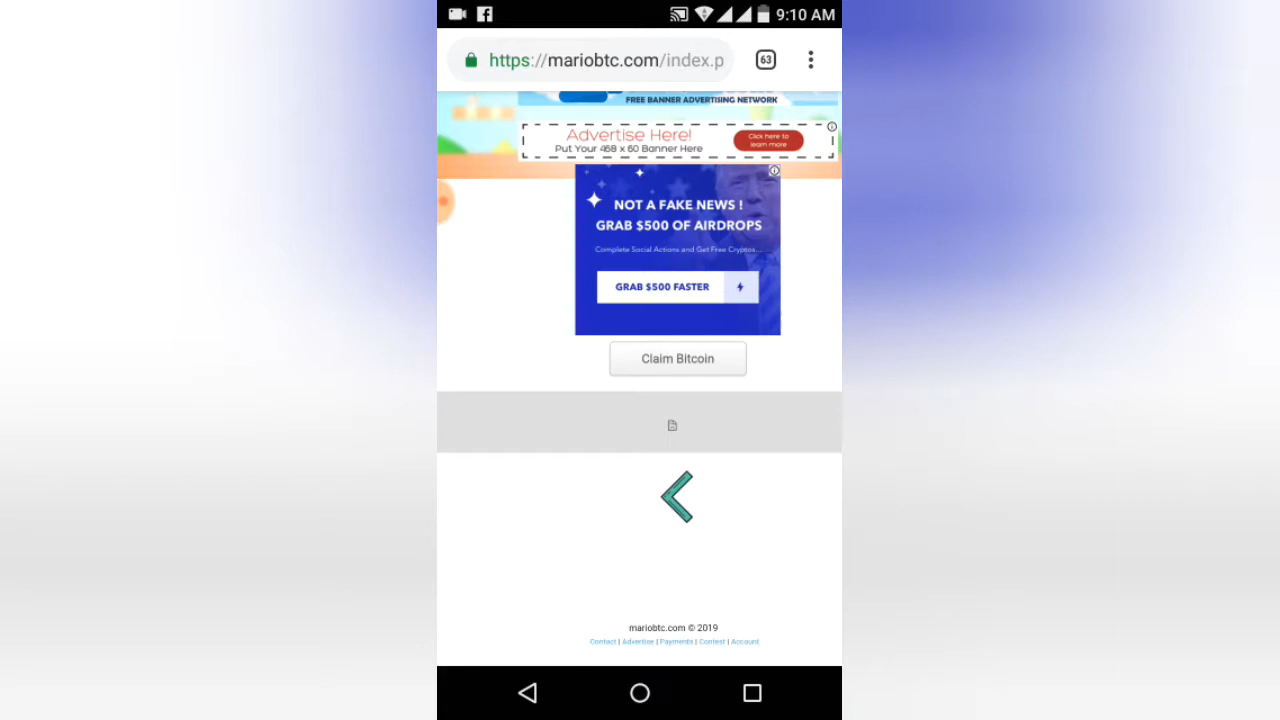 9:10 AM
https://mariobtc.com/index.p
63
FREE BANNER ADVERTISING NETWORK
Advertise Here!
Put Your 468 x 60 Banner Here
Click here to
learn more
NOT A FAKE NEWS !
GRAB $500 OF AIRDROPS
Complete Social Actions and Get Free Cryptos...
GRAB $500 FASTER
Claim Bitcoin
mariobtc.com © 2019
Contact | Advertise | Payments | Contest | Account